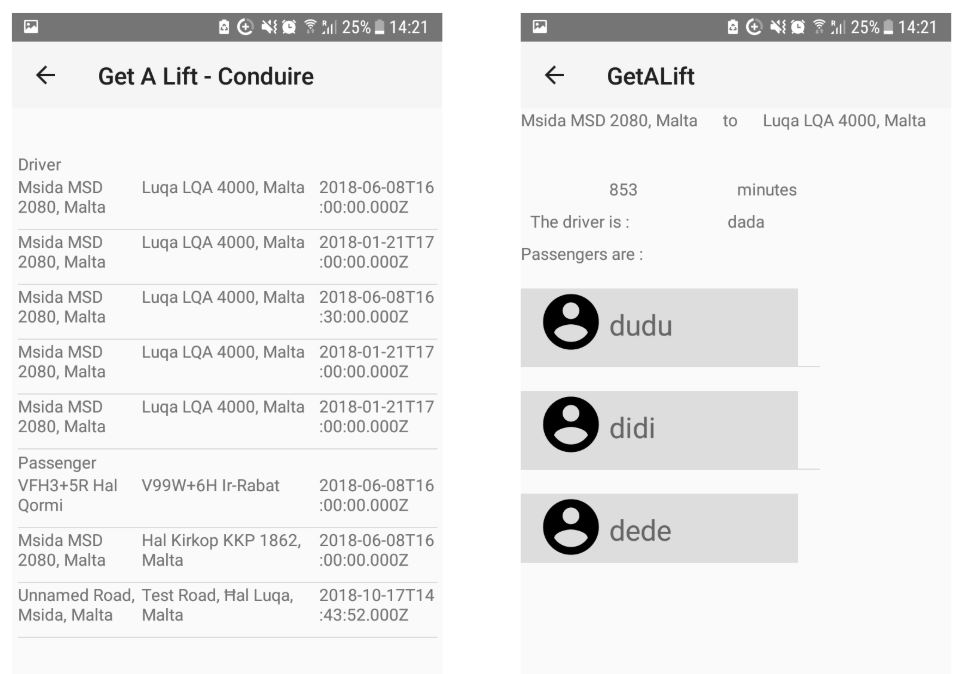 25% 14:21
Get A Lift - Conduire
Driver
Msida MSD 2080, Malta Luqa LQA 4000, Malta 2018-06-08T16:00:00.000Z
Msida MSD 2080, Malta Luqa LQA 4000, Malta 2018-01-21T17:00:00.000Z
Msida MSD 2080, Malta Luqa LQA 4000, Malta 2018-06-08T16:30:00.000Z
Msida MSD 2080, Malta Luqa LQA 4000, Malta 2018-01-21T17:00:00.000Z
Msida MSD 2080, Malta Luqa LQA 4000, Malta 2018-01-21T17:00:00.000Z
Passenger
VFH3+5R Hal Qormi V99W+6H Ir-Rabat 2018-06-08T16:00:00.000Z
Msida MSD 2080, Malta Hal Kirkop KKP 1862, Malta 2018-06-08T16:00:00.000Z
Unnamed Road, Msida, Malta Test Road, Ħal Luqa, Malta 2018-10-17T14:43:52.000Z
25% 14:21
GetALift
Msida MSD 2080, Malta to Luqa LQA 4000, Malta
853 minutes
The driver is : dada
Passengers are :
dudu
didi
dede